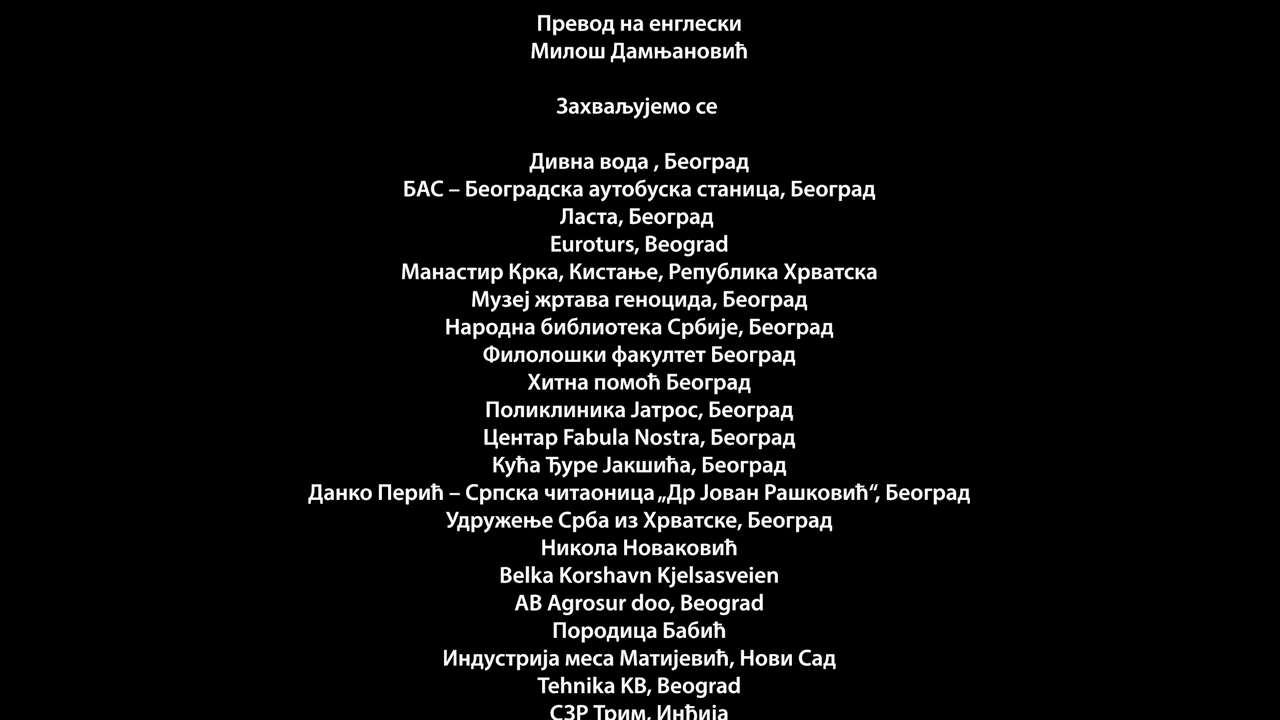 Превод на енглески
Милош Дамњановић
Захваљујемо се
Дивна вода , Београд
БАС – Београдска аутобуска станица, Београд
Ласта, Београд
Euroturs, Beograd
Манастир Крка, Кистање, Република Хрватска
Музеј жртава геноцида, Београд
Народна библиотека Србије, Београд
Филолошки факултет Београд
Хитна помоћ Београд
Поликлиника Јатрос, Београд
Центар Fabula Nostra, Београд
Кућа Ђуре Јакшића, Београд
Данко Перић – Српска читаоница „Др Јован Рашковић“, Београд
Удружење Срба из Хрватске, Београд
Никола Новаковић
Belka Korshavn Kjelsasveien
AB Agrosur doo, Beograd
Породица Бабић
Индустрија меса Матијевић, Нови Сад
Tehnika KB, Beograd
СЗР Трим, Инђија